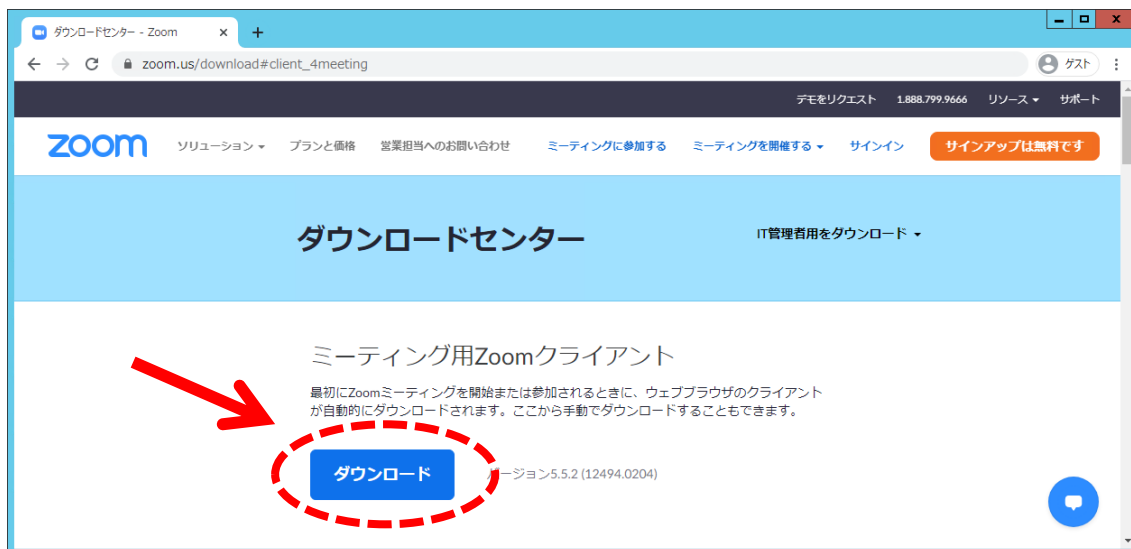 ダウンロードセンター - Zoom
zoom.us/download#client_4meeting
ゲスト
デモをリクエスト 1.888.799.9666 リソース サポート
zoom ソリューション プランと価格 営業担当へのお問い合わせ ミーティングに参加する ミーティングを開催する サインイン サインアップは無料です
ダウンロードセンター
IT管理者用をダウンロード
ミーティング用Zoomクライアント
最初にZoomミーティングを開始または参加されるときに、ウェブブラウザのクライアント
が自動的にダウンロードされます。ここから手動でダウンロードすることもできます。
ダウンロード
バージョン5.5.2 (12494.0204)